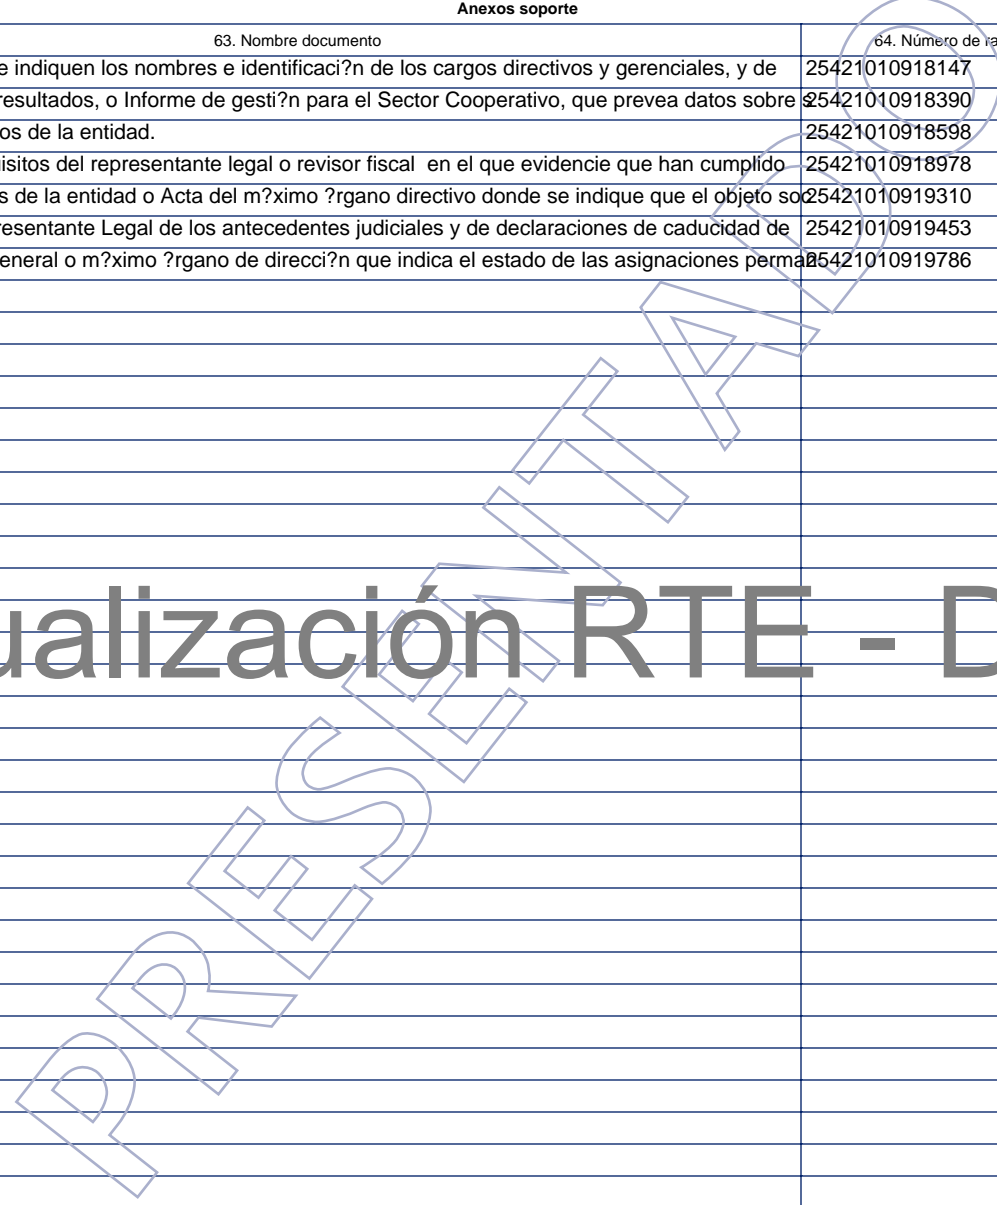 Anexos soporte
63. Nombre documento 64. Número de ra
e indiquen los nombres e identificaci?n de los cargos directivos y gerenciales, y de 25421010918147
resultados, o Informe de gesti?n para el Sector Cooperativo, que prevea datos sobre s 25421010918390
os de la entidad. 25421010918598
isitos del representante legal o revisor fiscal en el que evidencie que han cumplido 25421010918978
s de la entidad o Acta del m?ximo ?rgano directivo donde se indique que el objeto soc 25421010919310
resentante Legal de los antecedentes judiciales y de declaraciones de caducidad de 25421010919453
eneral o m?ximo ?rgano de direcci?n que indica el estado de las asignaciones perman 25421010919786
ualización RTE - D
PRESENTADO